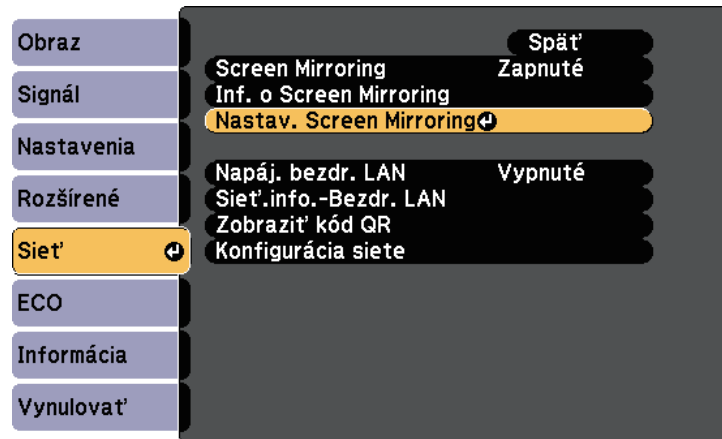 Obraz
Signál
Nastavenia
Rozšírené
Sieť
ECO
Informácia
Vynulovať
Späť
Screen Mirroring Zapnuté
Inf. o Screen Mirroring
Nastav. Screen Mirroring
Napáj. bezdr. LAN Vypnuté
Sieť.info.-Bezdr. LAN
Zobraziť kód QR
Konfigurácia siete